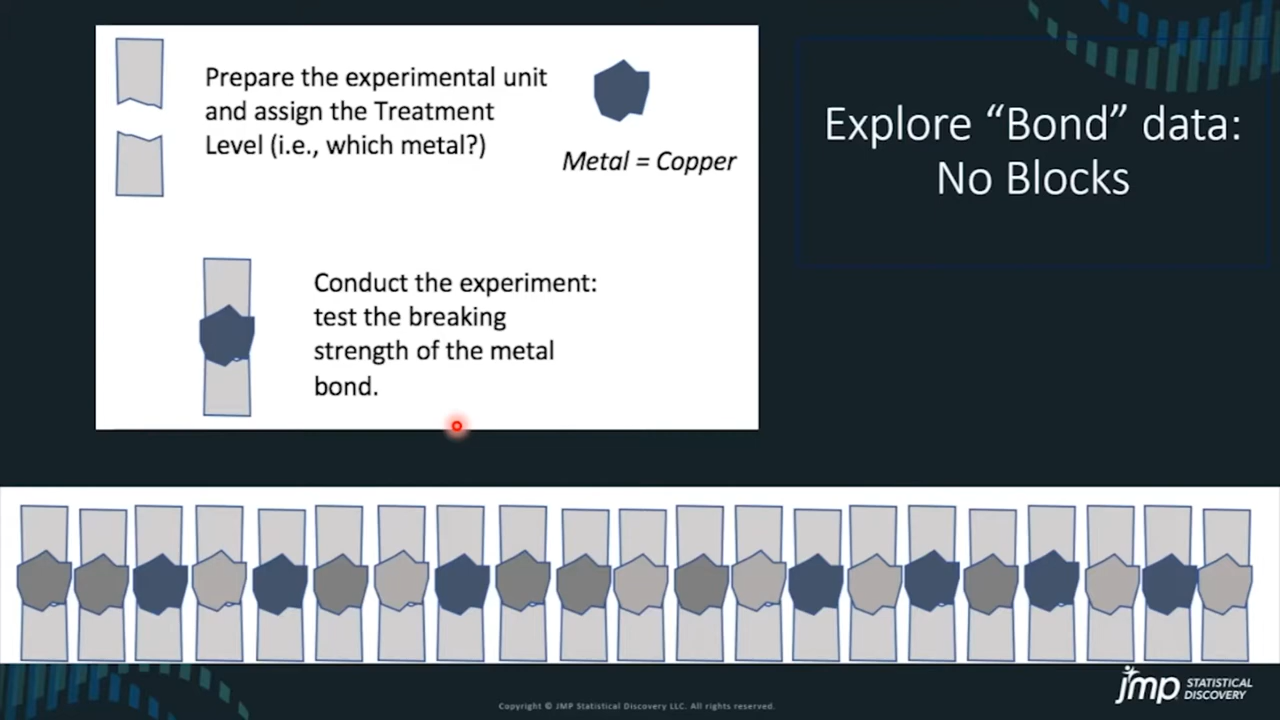 Prepare the experimental unit
and assign the Treatment
Level (i.e., which metal?)
Metal = Copper
Conduct the experiment:
test the breaking
strength of the metal
bond.
Explore “Bond” data:
No Blocks
Copyright © JMP Statistical Discovery LLC. All rights reserved.
jmp STATISTICAL
DISCOVERY